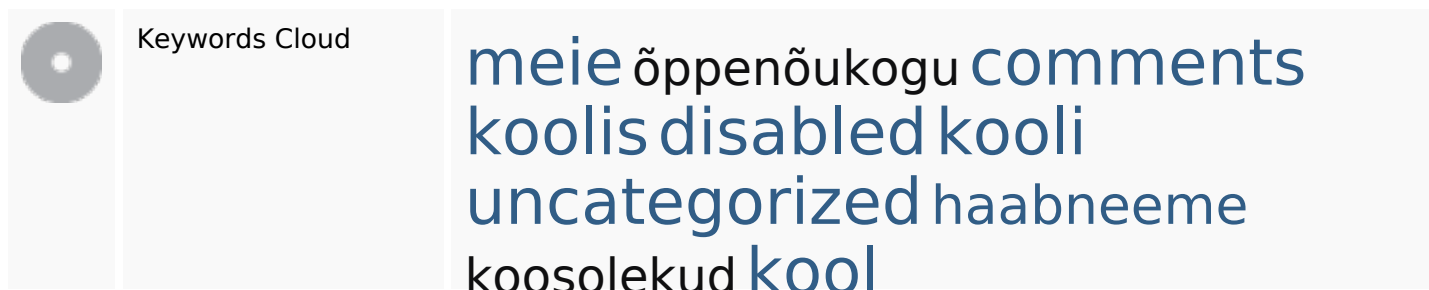 Keywords Cloud
meie õppenõukogu comments
koolis disabled kooli
uncategorized haabneeme
koosolekud kool